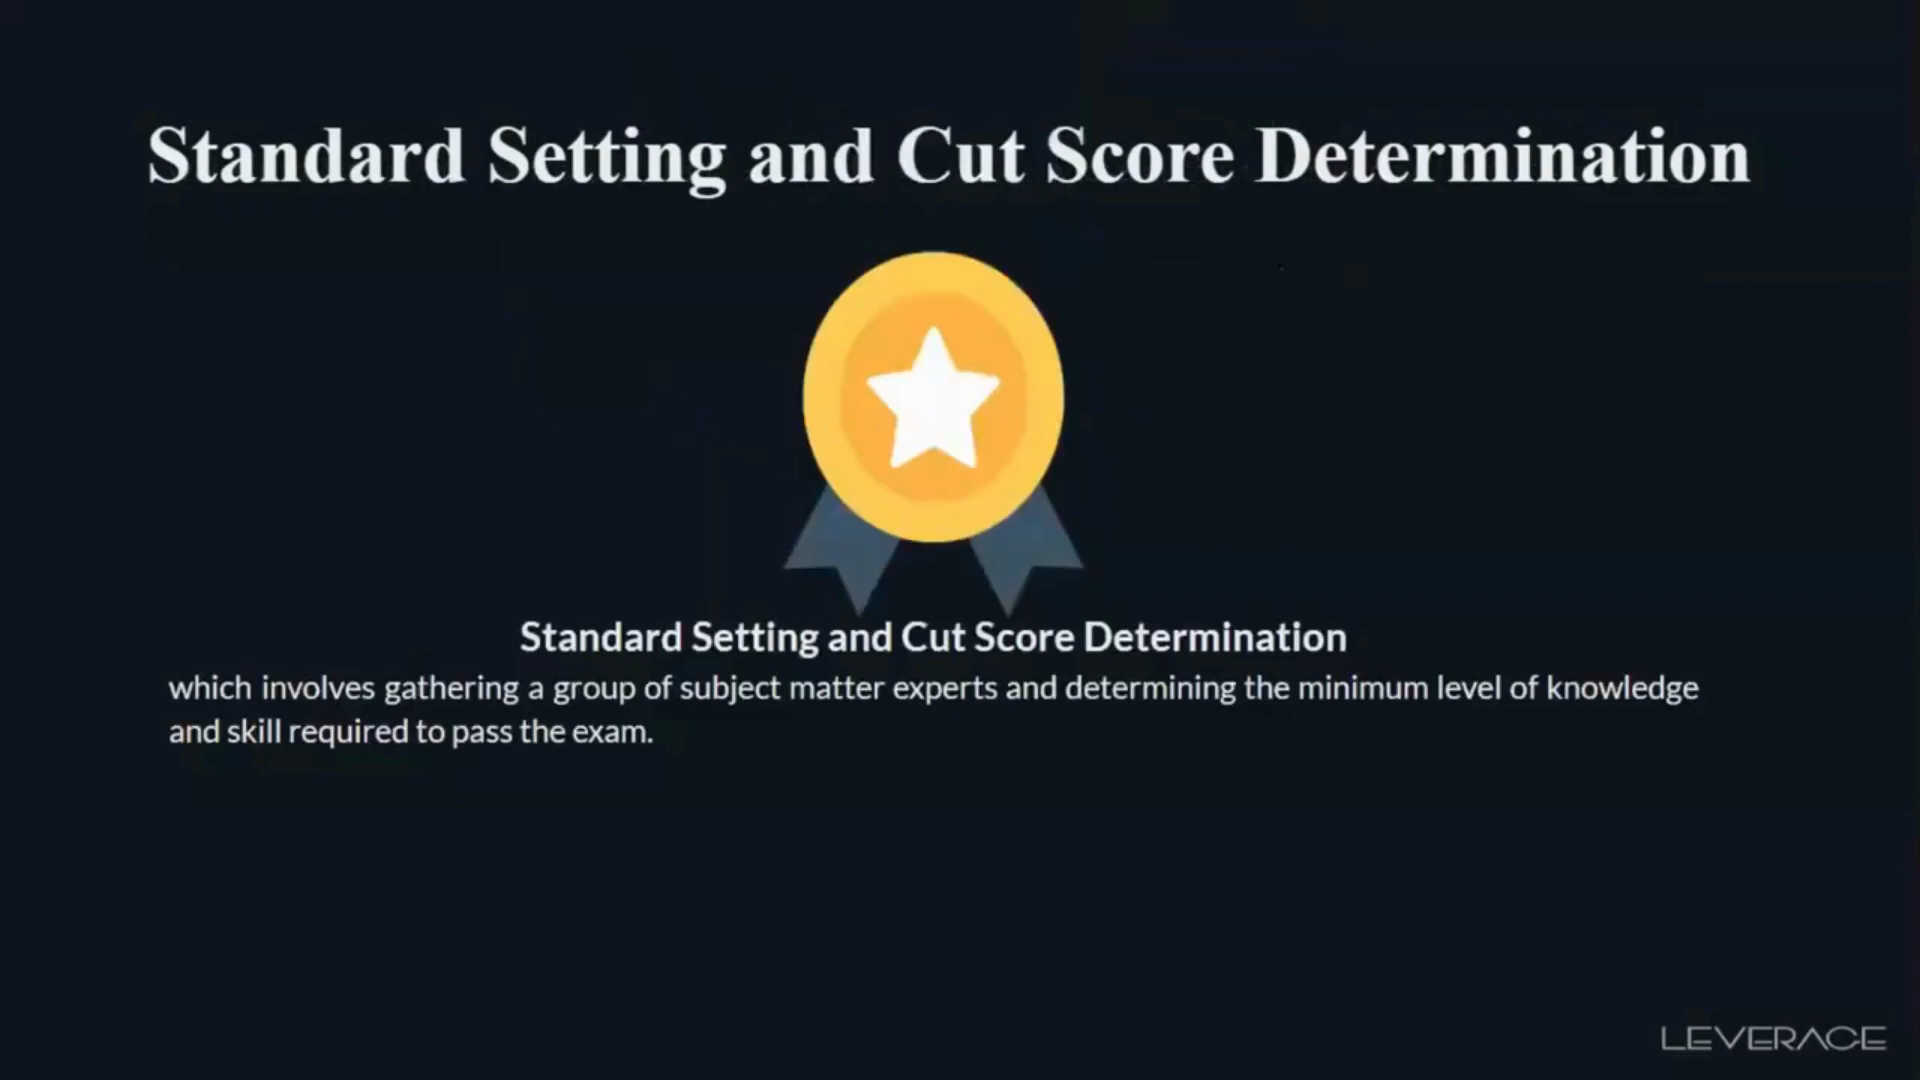 Standard Setting and Cut Score Determination
Standard Setting and Cut Score Determination
which involves gathering a group of subject matter experts and determining the minimum level of knowledge
and skill required to pass the exam.
LEVERAGE